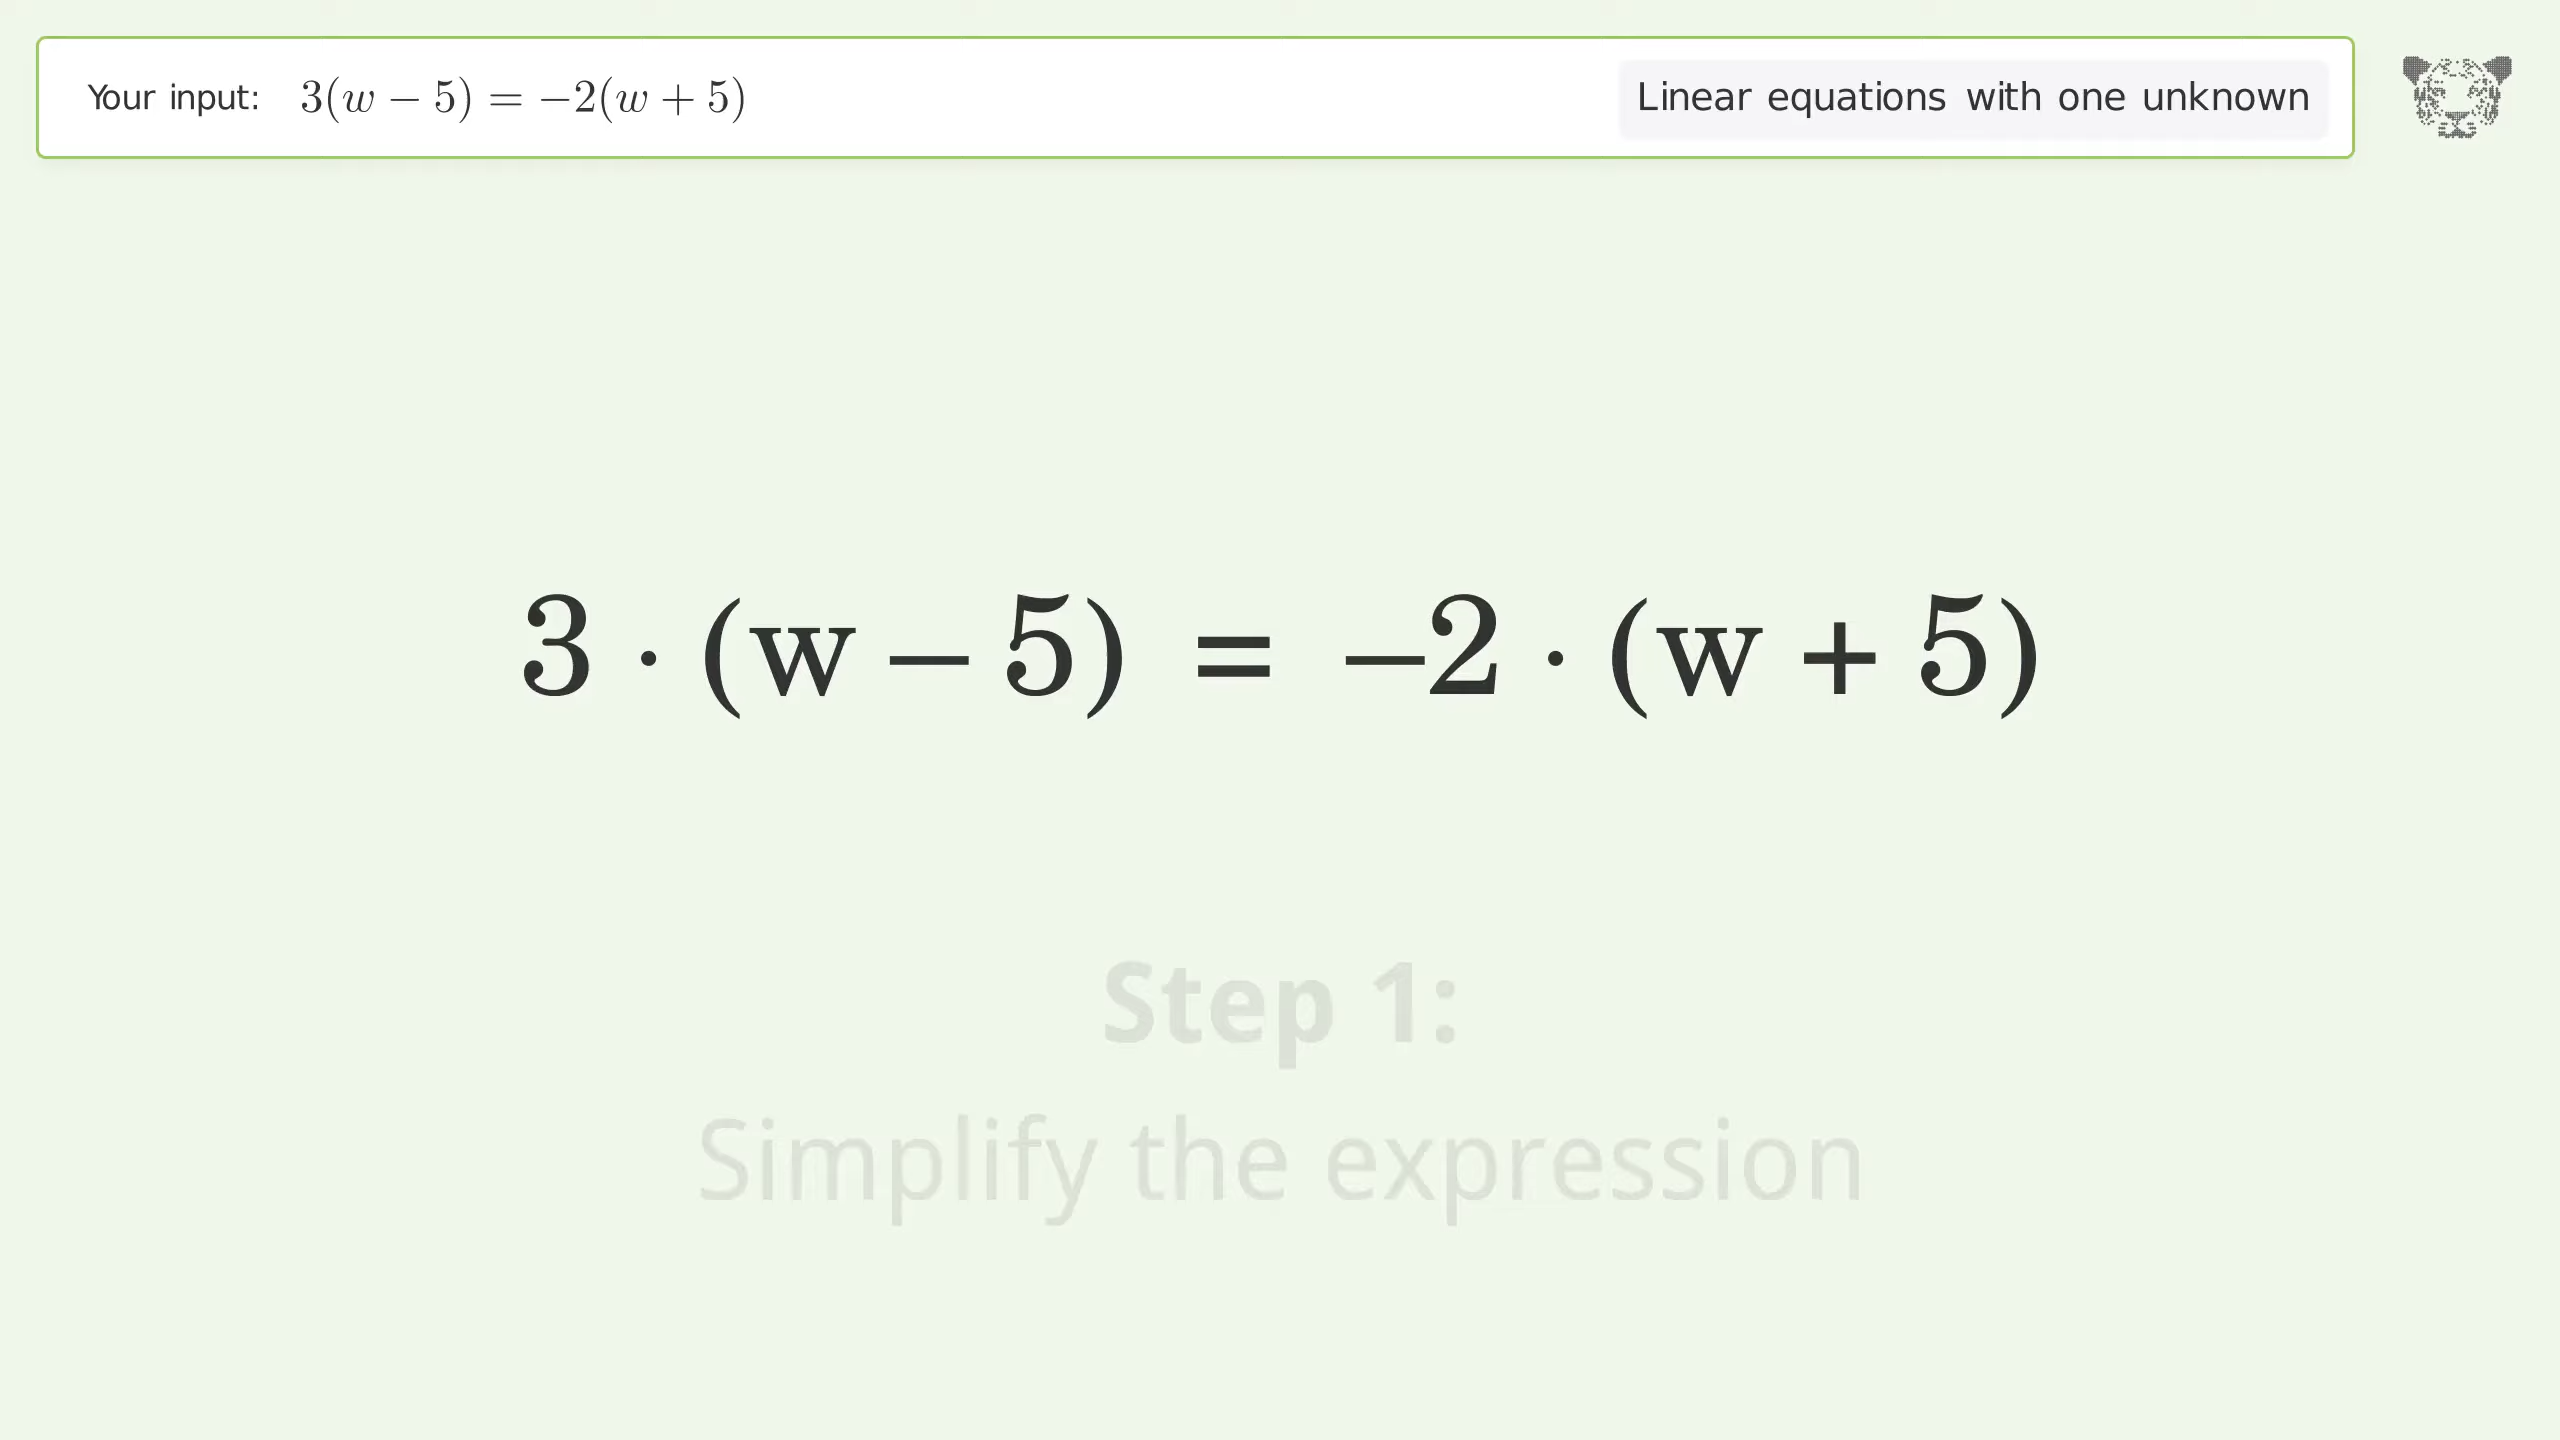 Your input: 3(w − 5) = −2(w + 5)
Linear equations with one unknown
3 · (w − 5) = −2 · (w + 5)
Step 1:
Simplify the expression